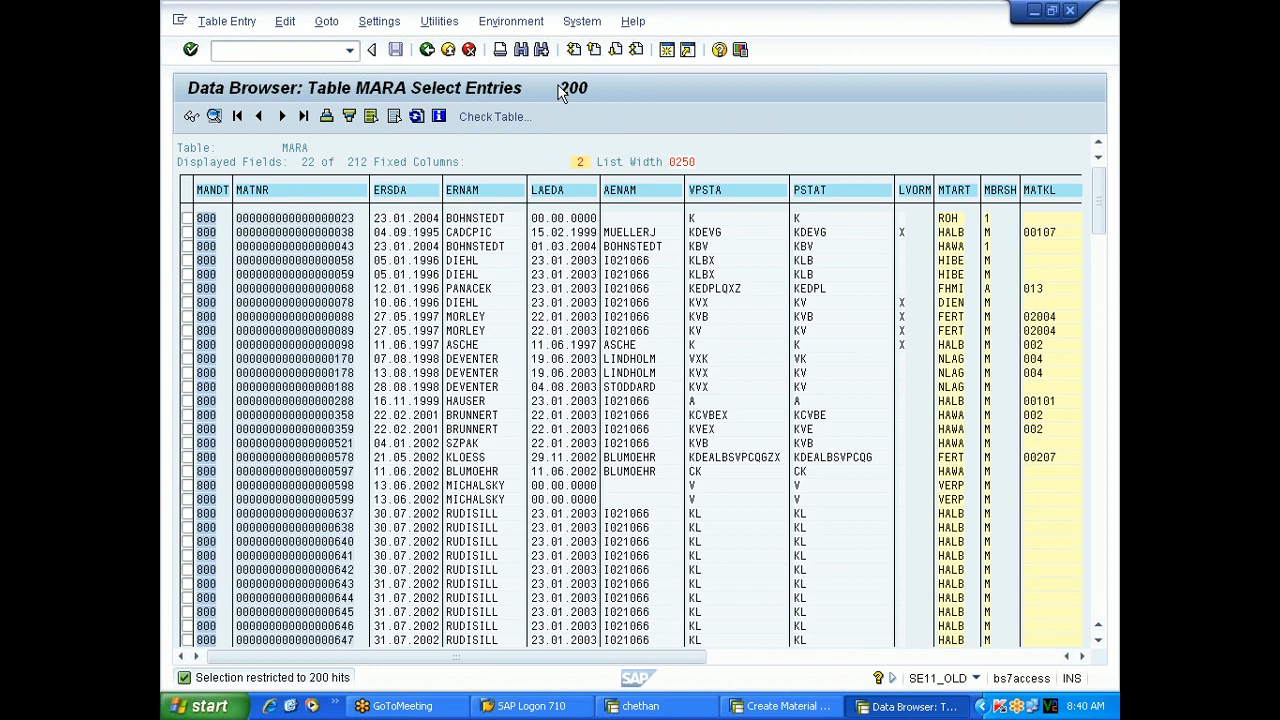 Table Entry Edit Goto Settings Utilities Environment System Help
Data Browser: Table MARA Select Entries 200
Check Table...
Table: MARA
Displayed Fields: 22 of 212 Fixed Columns: 2 List Width 0250
MANDT MATNR ERSDA ERNAM LAEDA AENAM VPSTA PSTAT LVORM MTART MBRSH MATKL
800 000000000000000023 23.01.2004 BOHNSTEDT 00.00.0000 K K ROH 1
800 000000000000000038 04.09.1995 CADCPIC 15.02.1999 MUELLERJ KDEVG KDEVG X HALB M 00107
800 000000000000000043 23.01.2004 BOHNSTEDT 01.03.2004 BOHNSTEDT KBV KBV HAWA 1
800 000000000000000058 05.01.1996 DIEHL 23.01.2003 I021066 KLBX KLB HIBE M
800 000000000000000059 05.01.1996 DIEHL 23.01.2003 I021066 KLBX KLB HIBE M
800 000000000000000068 12.01.1996 PANACEK 23.01.2003 I021066 KEDPLQXZ KEDPL FHMI A 013
800 000000000000000078 10.06.1996 DIEHL 23.01.2003 I021066 KVX KV X DIEN M
800 000000000000000088 27.05.1997 MORLEY 22.01.2003 I021066 KVB KVB X FERT M 02004
800 000000000000000089 27.05.1997 MORLEY 22.01.2003 I021066 KV KV X FERT M 02004
800 000000000000000098 11.06.1997 ASCHE 11.06.1997 ASCHE K K X HALB M 002
800 000000000000000170 07.08.1998 DEVENTER 19.06.2003 LINDHOLM VXK VK NLAG M 004
800 000000000000000178 13.08.1998 DEVENTER 19.06.2003 LINDHOLM KVX KV NLAG M 004
800 000000000000000188 28.08.1998 DEVENTER 04.08.2003 STODDARD KVX KV NLAG M
800 000000000000000288 16.11.1999 HAUSER 23.01.2003 I021066 A A HALB M 00101
800 000000000000000358 22.02.2001 BRUNNERT 22.01.2003 I021066 KCVBEX KCVBE HAWA M 002
800 000000000000000359 22.02.2001 BRUNNERT 22.01.2003 I021066 KVEX KVE HAWA M 002
800 000000000000000521 04.01.2002 SZPAK 22.01.2003 I021066 KVB KVB HAWA M
800 000000000000000578 21.05.2002 KLOESS 29.11.2002 BLUMOEHR KDEALBSVPCQGZX KDEALBSVPCQG FERT M 00207
800 000000000000000597 11.06.2002 BLUMOEHR 11.06.2002 BLUMOEHR CK CK HAWA M
800 000000000000000598 13.06.2002 MICHALSKY 00.00.0000 V V VERP M
800 000000000000000599 13.06.2002 MICHALSKY 00.00.0000 V V VERP M
800 000000000000000637 30.07.2002 RUDISILL 23.01.2003 I021066 KL KL HALB M
800 000000000000000638 30.07.2002 RUDISILL 23.01.2003 I021066 KL KL HALB M
800 000000000000000640 30.07.2002 RUDISILL 23.01.2003 I021066 KL KL HALB M
800 000000000000000641 30.07.2002 RUDISILL 23.01.2003 I021066 KL KL HALB M
800 000000000000000642 30.07.2002 RUDISILL 23.01.2003 I021066 KL KL HALB M
800 000000000000000643 31.07.2002 RUDISILL 23.01.2003 I021066 KL KL HALB M
800 000000000000000644 31.07.2002 RUDISILL 23.01.2003 I021066 KL KL HALB M
800 000000000000000645 31.07.2002 RUDISILL 23.01.2003 I021066 KL KL HALB M
800 000000000000000646 31.07.2002 RUDISILL 23.01.2003 I021066 KL KL HALB M
800 000000000000000647 31.07.2002 RUDISILL 23.01.2003 I021066 KL KL HALB M
Selection restricted to 200 hits SAP SE11_OLD bs7access INS
start GoToMeeting SAP Logon 710 chethan Create Material ... Data Browser: T... 8:40 AM